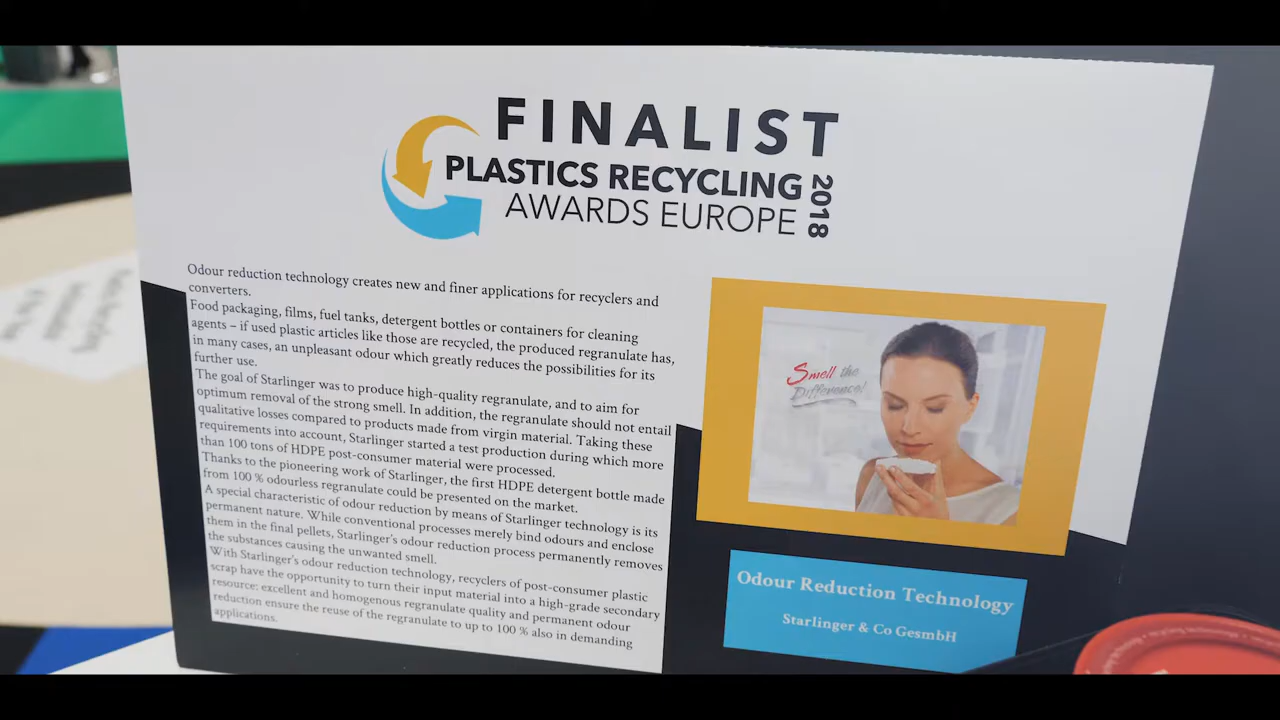 FINALIST
PLASTICS RECYCLING
AWARDS EUROPE
2018
Odour reduction technology creates new and finer applications for recyclers and
converters.
Food packaging, films, fuel tanks, detergent bottles or containers for cleaning
agents – if used plastic articles like those are recycled, the produced regranulate has,
in many cases, an unpleasant odour which greatly reduces the possibilities for its
further use.
The goal of Starlinger was to produce high-quality regranulate, and to aim for
optimum removal of the strong smell. In addition, the regranulate should not entail
qualitative losses compared to products made from virgin material. Taking these
requirements into account, Starlinger started a test production during which more
than 100 tons of HDPE post-consumer material were processed.
Thanks to the pioneering work of Starlinger, the first HDPE detergent bottle made
from 100 % odourless regranulate could be presented on the market.
A special characteristic of odour reduction by means of Starlinger technology is its
permanent nature. While conventional processes merely bind odours and enclose
them in the final pellets, Starlinger's odour reduction process permanently removes
the substances causing the unwanted smell.
With Starlinger's odour reduction technology, recyclers of post-consumer plastic
scrap have the opportunity to turn their input material into a high-grade secondary
resource: excellent and homogenous regranulate quality and permanent odour
reduction ensure the reuse of the regranulate to up to 100 % also in demanding
applications.
Smell the
Difference!
Odour Reduction Technology
Starlinger & Co GesmbH